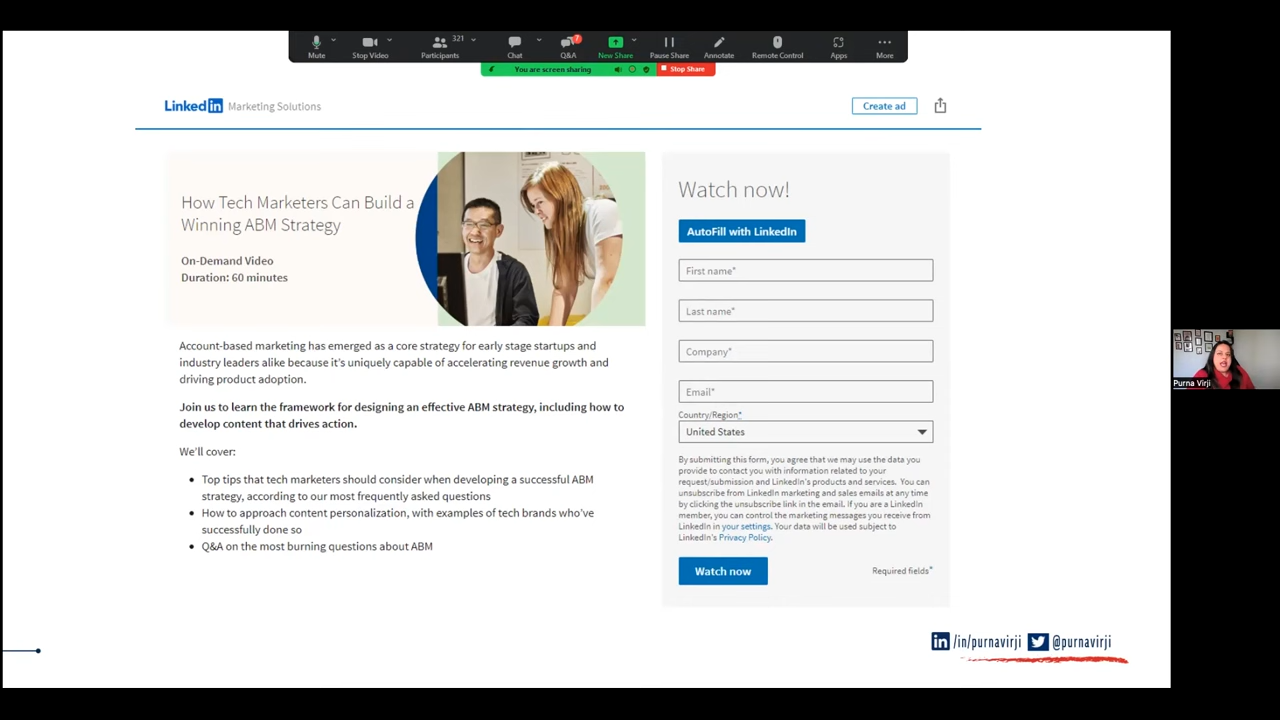 321
7
Mute
Stop Video
Participants
Chat
Q&A
New Share
Pause Share
Annotate
Remote Control
Apps
More
You are screen sharing
Stop Share
Linked in Marketing Solutions
Create ad
How Tech Marketers Can Build a
Winning ABM Strategy
On-Demand Video
Duration: 60 minutes
Account-based marketing has emerged as a core strategy for early stage startups and
industry leaders alike because it's uniquely capable of accelerating revenue growth and
driving product adoption.
Join us to learn the framework for designing an effective ABM strategy, including how to
develop content that drives action.
We'll cover:
• Top tips that tech marketers should consider when developing a successful ABM
strategy, according to our most frequently asked questions
• How to approach content personalization, with examples of tech brands who've
successfully done so
• Q&A on the most burning questions about ABM
Watch now!
AutoFill with LinkedIn
First name*
Last name*
Company*
Email*
Country/Region*
United States
By submitting this form, you agree that we may use the data you
provide to contact you with information related to your
request/submission and LinkedIn's products and services. You can
unsubscribe from LinkedIn marketing and sales emails at any time
by clicking the unsubscribe link in the email. If you are a LinkedIn
member, you can control the marketing messages you receive from
LinkedIn in your settings. Your data will be used subject to
LinkedIn's Privacy Policy.
Watch now
Required fields*
in /in/purnavirji @purnavirji
Purna Virji